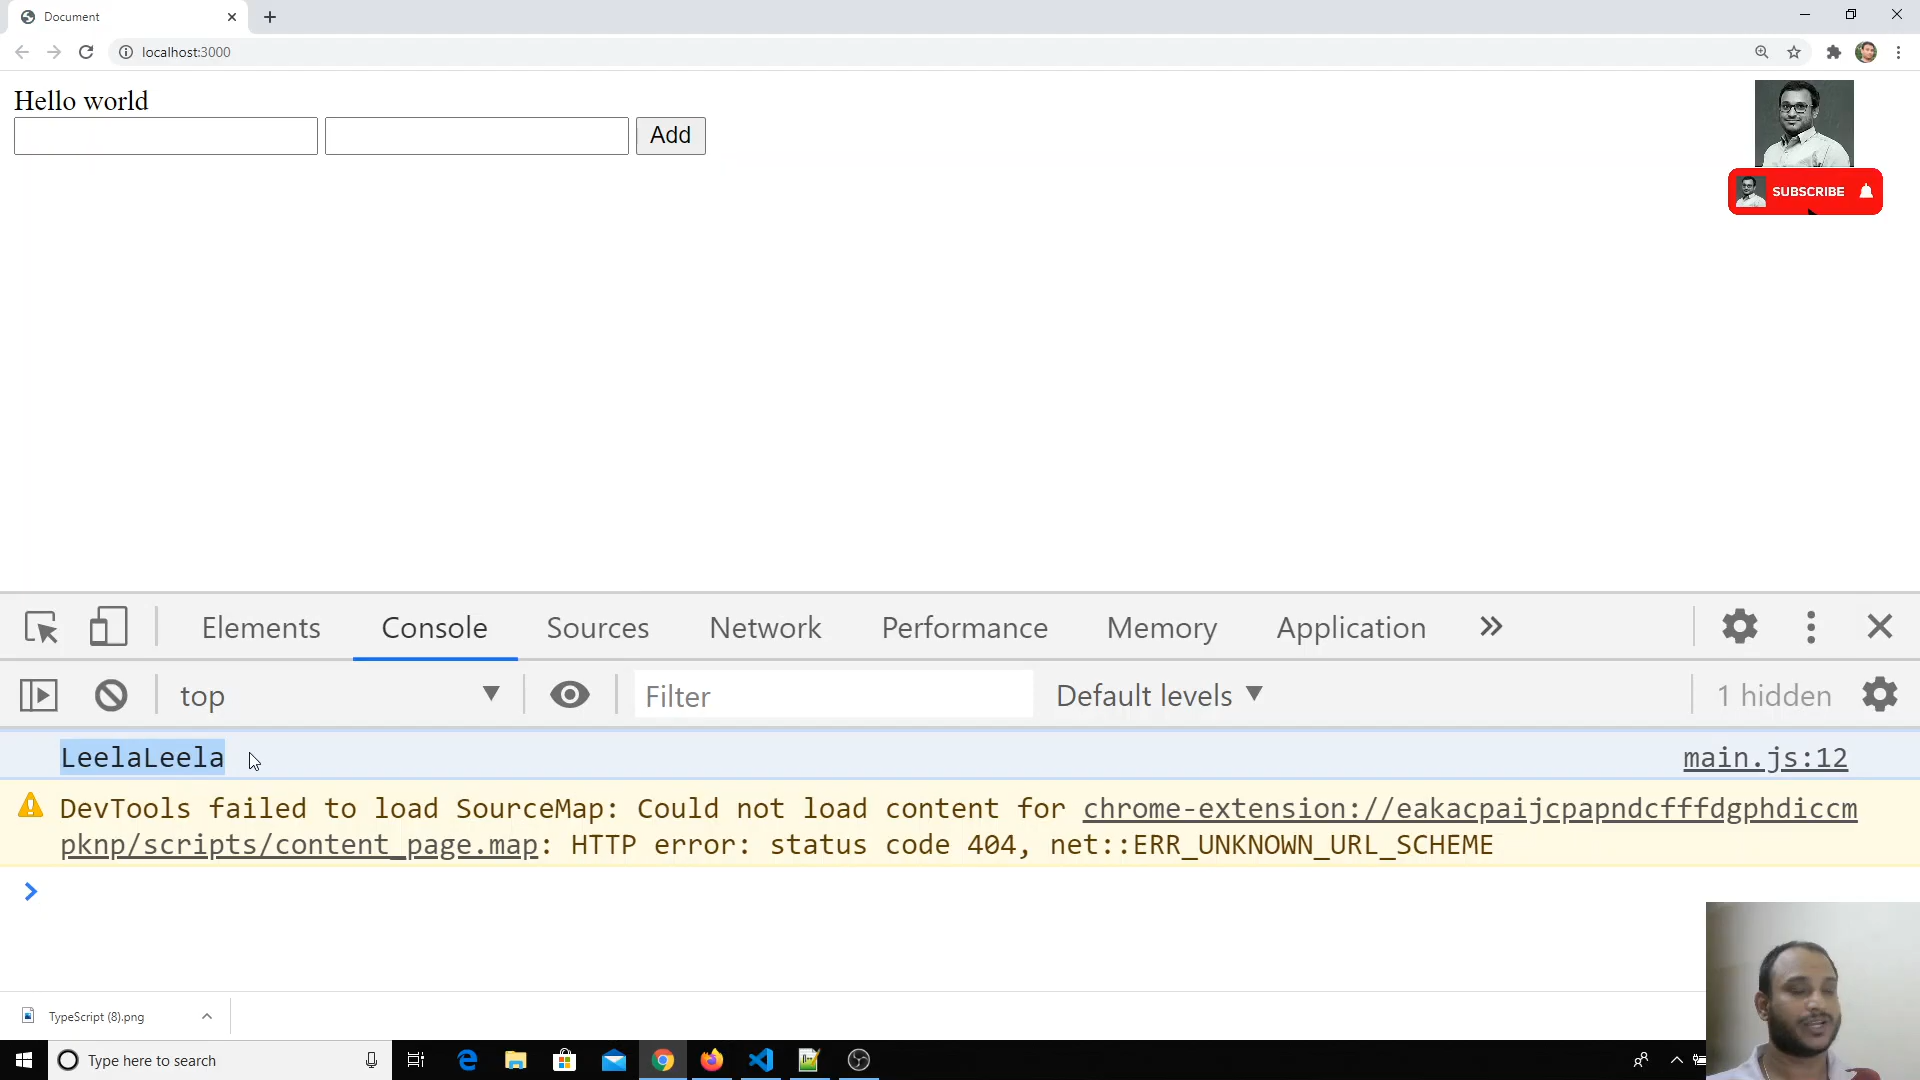 Document
localhost:3000
Hello world
Add
SUBSCRIBE
Elements
Console
Sources
Network
Performance
Memory
Application
top
Filter
Default levels
1 hidden
LeelaLeela
main.js:12
DevTools failed to load SourceMap: Could not load content for chrome-extension://eakacpaijcpapndcfffdgphdiccm
pknp/scripts/content_page.map: HTTP error: status code 404, net::ERR_UNKNOWN_URL_SCHEME
TypeScript (8).png
Type here to search